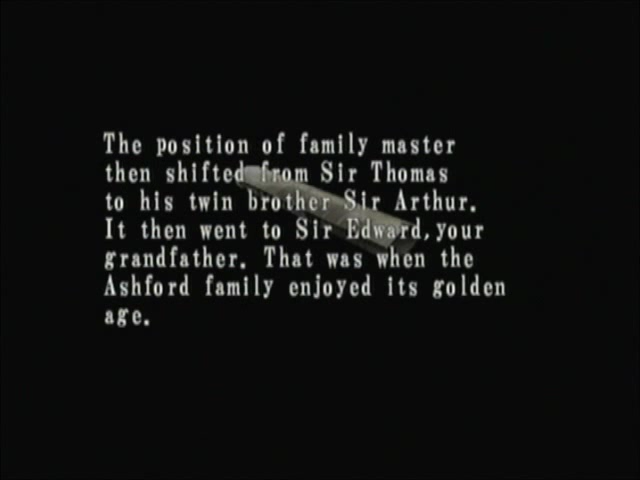 The position of family master
then shifted from Sir Thomas
to his twin brother Sir Arthur.
It then went to Sir Edward,your
grandfather. That was when the
Ashford family enjoyed its golden
age.